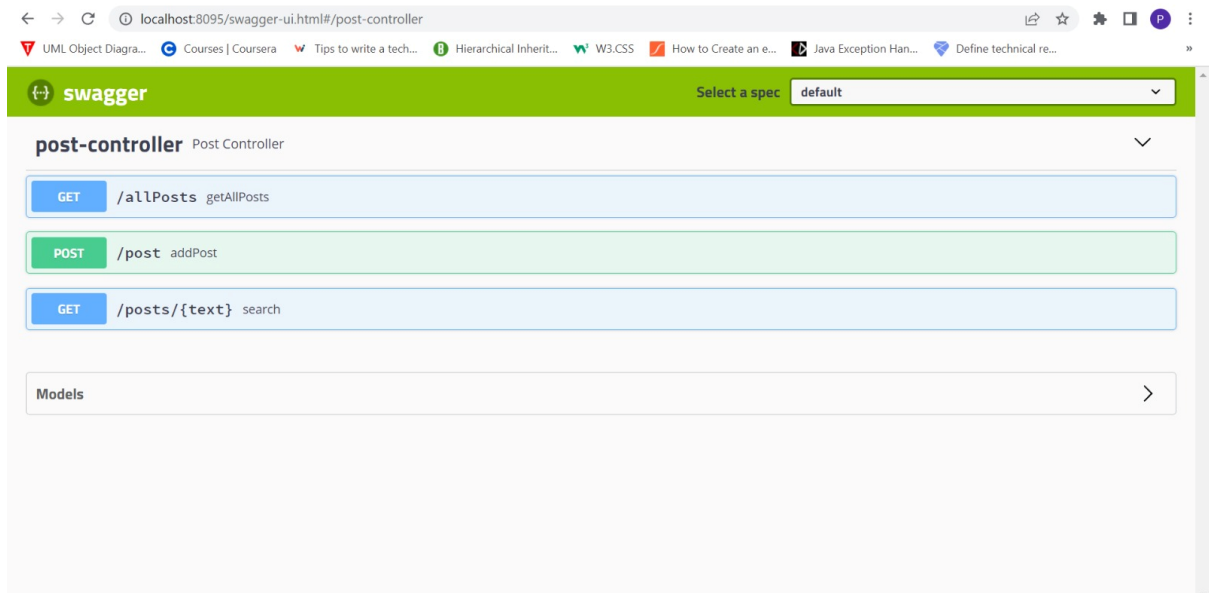 localhost:8095/swagger-ui.html#/post-controller
P
UML Object Diagra... Courses | Coursera Tips to write a tech... Hierarchical Inherit... W3.CSS How to Create an e... Java Exception Han... Define technical re... »
{···} swagger Select a spec default
post-controller Post Controller
GET /allPosts getAllPosts
POST /post addPost
GET /posts/{text} search
Models